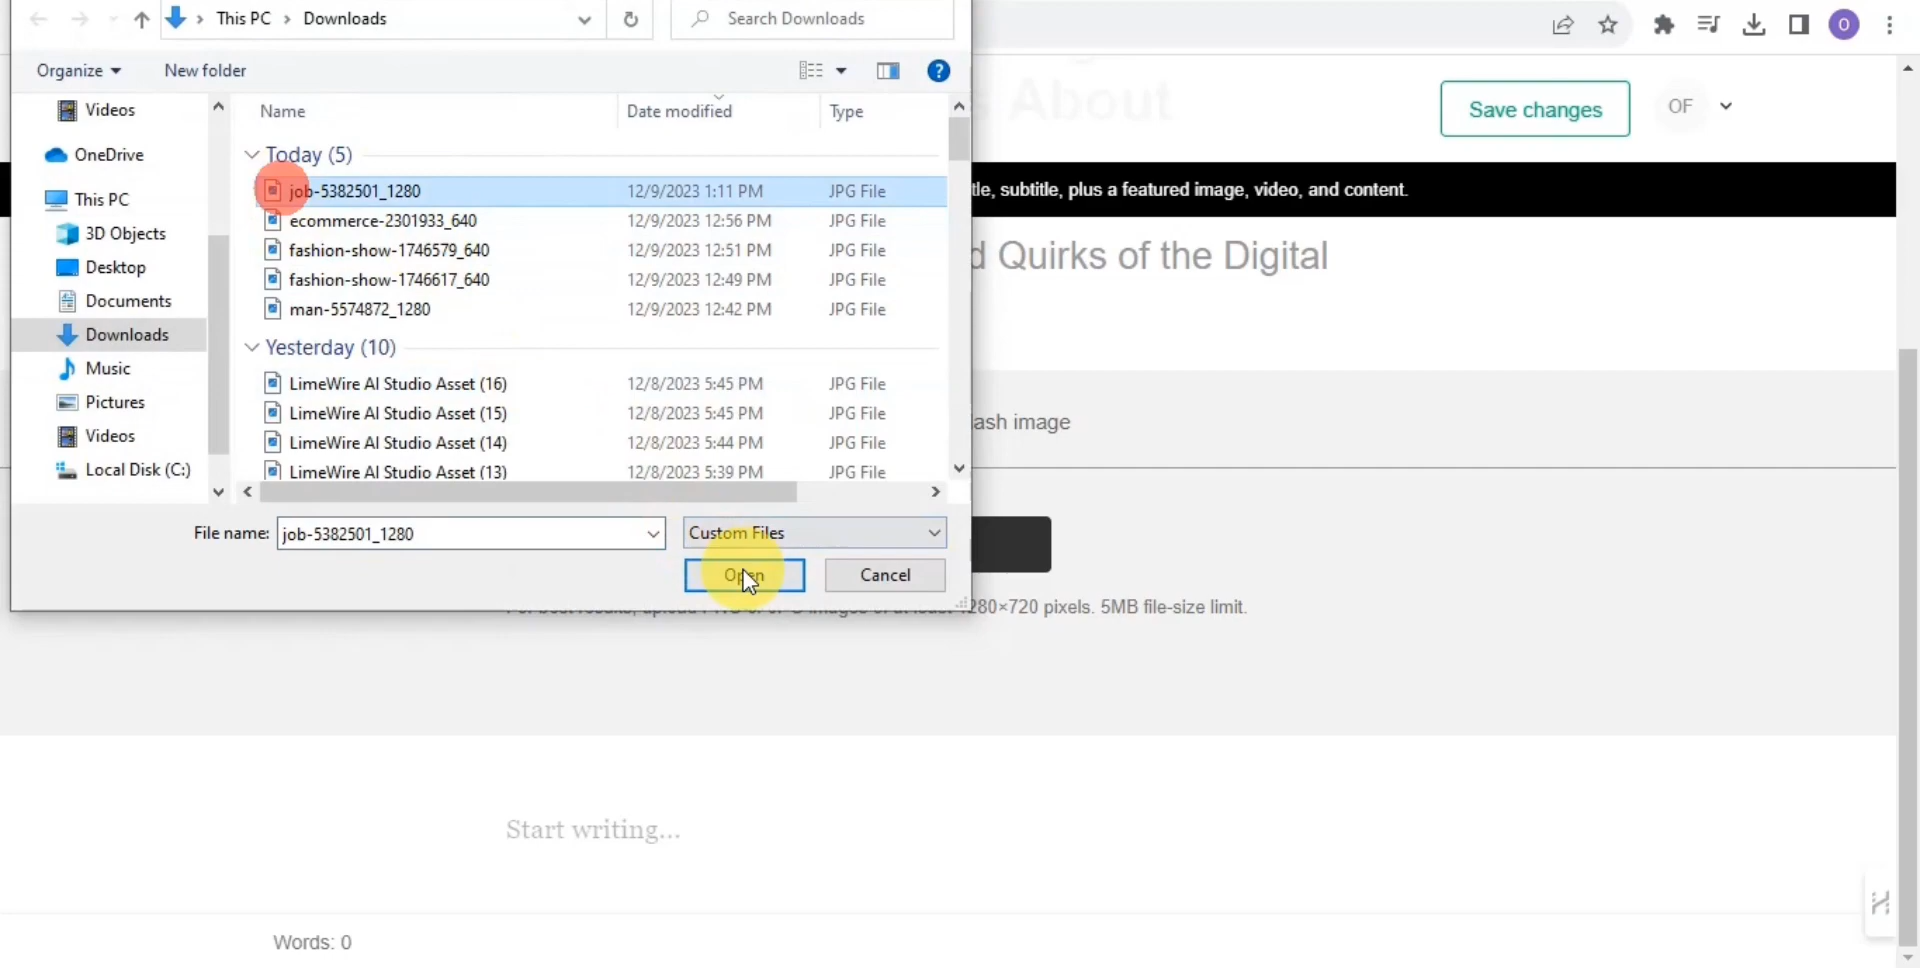 This PC > Downloads
Search Downloads
s About
Organize
New folder
Save changes
OF
Videos
Name
Date modified
Type
OneDrive
Today (5)
This PC
job-5382501_1280 12/9/2023 1:11 PM JPG File
tle, subtitle, plus a featured image, video, and content.
ecommerce-2301933_640 12/9/2023 12:56 PM JPG File
3D Objects
fashion-show-1746579_640 12/9/2023 12:51 PM JPG File
d Quirks of the Digital
Desktop
fashion-show-1746617_640 12/9/2023 12:49 PM JPG File
Documents
man-5574872_1280 12/9/2023 12:42 PM JPG File
Downloads
Yesterday (10)
Music
LimeWire AI Studio Asset (16) 12/8/2023 5:45 PM JPG File
Pictures
LimeWire AI Studio Asset (15) 12/8/2023 5:45 PM JPG File
ash image
Videos
LimeWire AI Studio Asset (14) 12/8/2023 5:44 PM JPG File
Local Disk (C:)
LimeWire AI Studio Asset (13) 12/8/2023 5:39 PM JPG File
File name: job-5382501_1280
Custom Files
Open
Cancel
280×720 pixels. 5MB file-size limit.
Start writing...
Words: 0